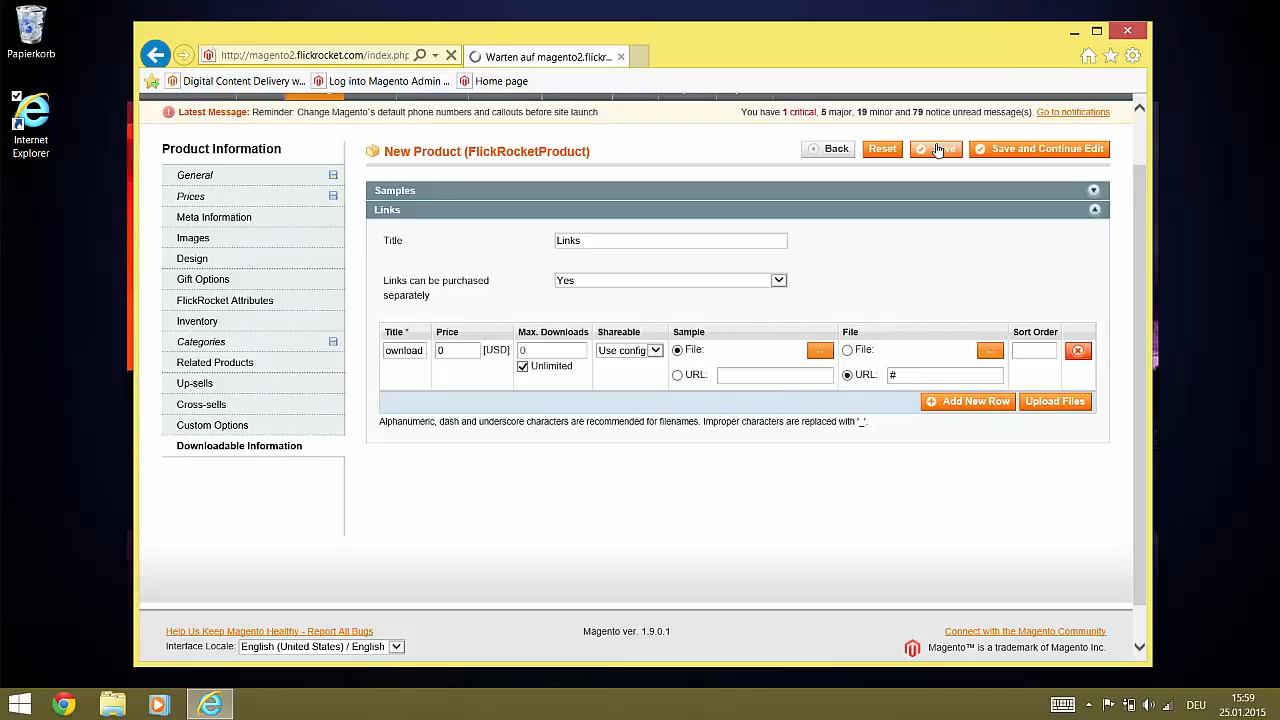 Papierkorb
Internet
Explorer
http://magento2.flickrocket.com/index.php
Warten auf magento2.flickr...
Digital Content Delivery w...
Log into Magento Admin ...
Home page
Latest Message: Reminder: Change Magento`s default phone numbers and callouts before site launch
You have 1 critical, 5 major, 19 minor and 79 notice unread message(s). Go to notifications
Product Information
General
Prices
Meta Information
Images
Design
Gift Options
FlickRocket Attributes
Inventory
Categories
Related Products
Up-sells
Cross-sells
Custom Options
Downloadable Information
New Product (FlickRocketProduct)
Back
Reset
Save and Continue Edit
Samples
Links
Title
Links
Links can be purchased
separately
Yes
Title * Price Max. Downloads Shareable Sample File Sort Order
ownload 0 [USD] 0 Use config File: ... File: ...
Unlimited URL: URL: #
Add New Row Upload Files
Alphanumeric, dash and underscore characters are recommended for filenames. Improper characters are replaced with '_'.
Help Us Keep Magento Healthy - Report All Bugs
Interface Locale: English (United States) / English
Magento ver. 1.9.0.1
Connect with the Magento Community
Magento™ is a trademark of Magento Inc.
DEU
15:59
25.01.2015